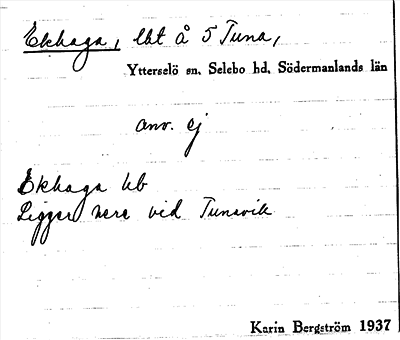 Ekhaga, lht å 5 Tuna,
Ytterselö sn. Selebo hd. Södermanlands län
anv. ej
Ekhaga hb
Ligger nere vid Tunavik
Karin Bergström 1937